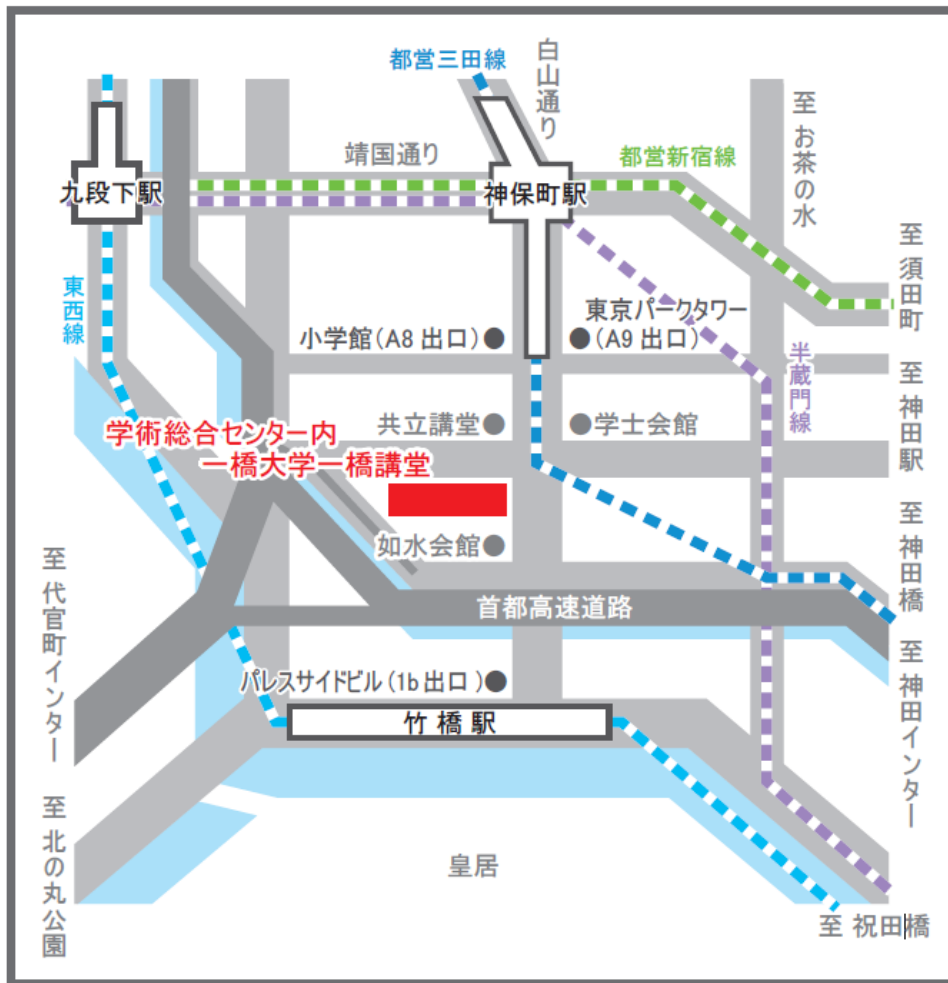 都営三田線
白山通り
至 お茶の水
靖国通り
都営新宿線
九段下駅
神保町駅
至 須田町
東西線
小学館(A8 出口)
東京パークタワー
(A9 出口)
半蔵門線
至 神田駅
共立講堂
学士会館
学術総合センター内
一橋大学一橋講堂
至 神田橋
如水会館
至 代官町インター
首都高速道路
至 神田インター
パレスサイドビル(1b 出口)
竹橋駅
至 北の丸公園
皇居
至 祝田橋